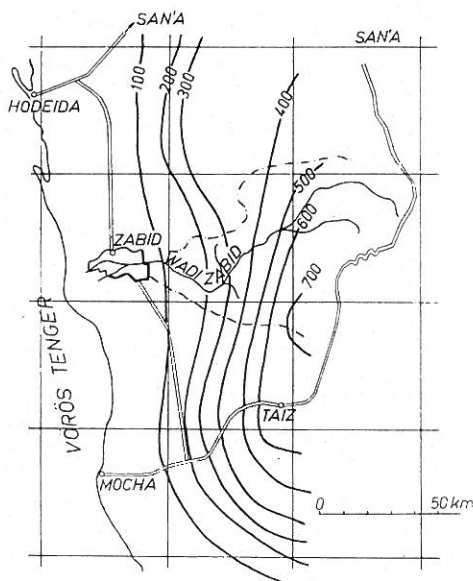 SAN'A
SAN'A
100
200
300
400
HODEIDA
500
600
ZABID
WADI ZABID
700
VÖRÖS TENGER
TAIZ
MOCHA
0 50 km